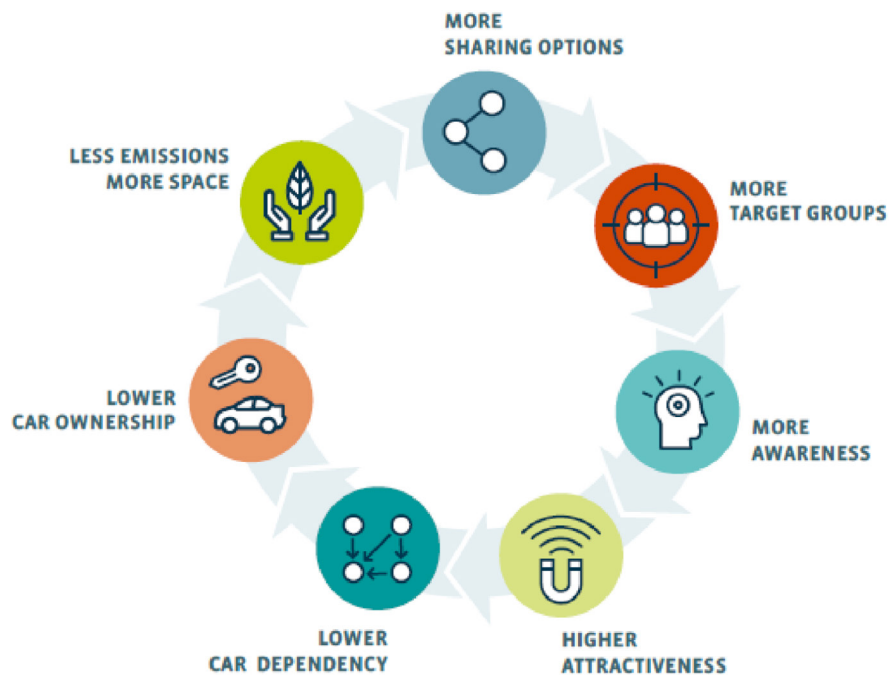 MORE
SHARING OPTIONS
MORE
TARGET GROUPS
MORE
AWARENESS
HIGHER
ATTRACTIVENESS
LOWER
CAR DEPENDENCY
LOWER
CAR OWNERSHIP
LESS EMISSIONS
MORE SPACE